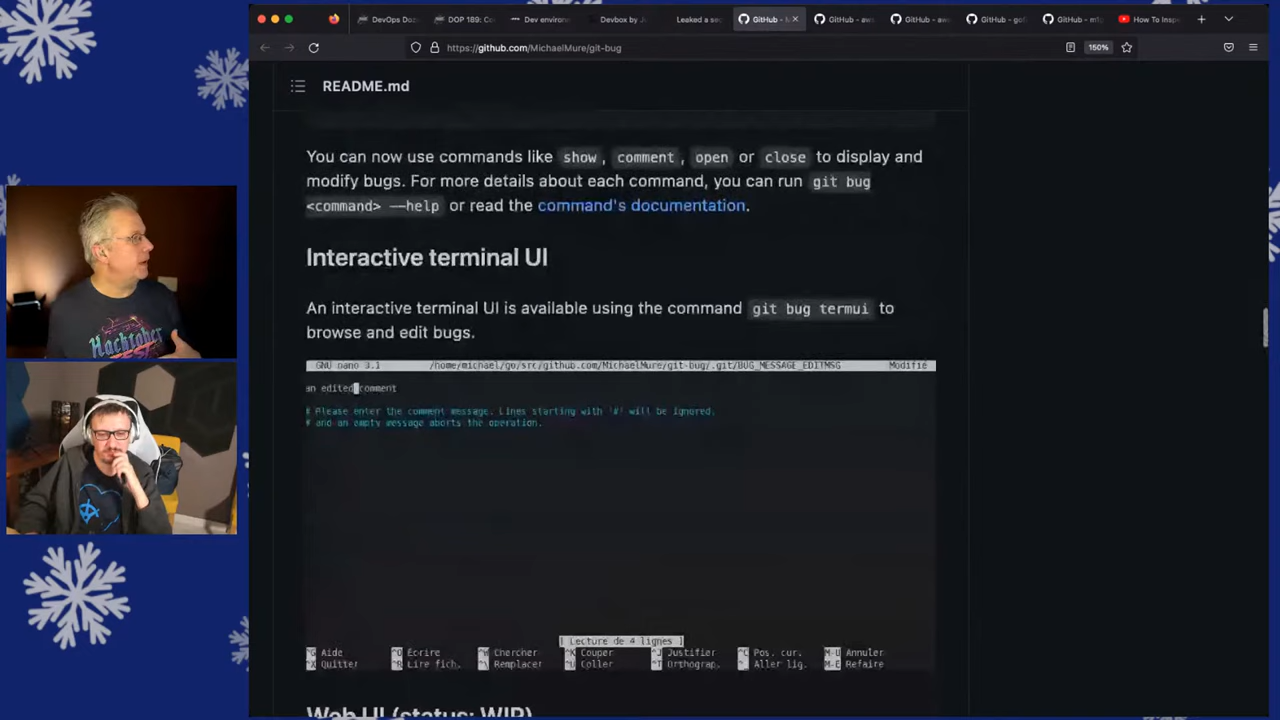 DevOps Doz
DOP 189: Co
Dev environ
Devbox by J
Leaked a sec
GitHub -
GitHub - aw
GitHub - aw
GitHub - gof
GitHub -
How To Insp
https://github.com/MichaelMure/git-bug
150%
README.md
You can now use commands like show, comment, open or close to display and
modify bugs. For more details about each command, you can run git bug
<command> --help or read the command's documentation.
Interactive terminal UI
An interactive terminal UI is available using the command git bug termui to
browse and edit bugs.
GNU nano 3.1 /home/michael/go/src/github.com/MichaelMure/git-bug/.git/BUG_MESSAGE_EDITMSG Modifié
an edited comment
# Please enter the comment message. Lines starting with '#' will be ignored,
# and an empty message aborts the operation.
[ Lecture de 4 lignes ]
^G Aide ^O Écrire ^W Chercher ^K Couper ^J Justifier ^C Pos. cur. M-U Annuler
^X Quitter ^R Lire fich. ^\ Remplacer ^U Coller ^T Orthograp. ^_ Aller lig. M-E Refaire
Web UI (status: WIP)
Hacktober